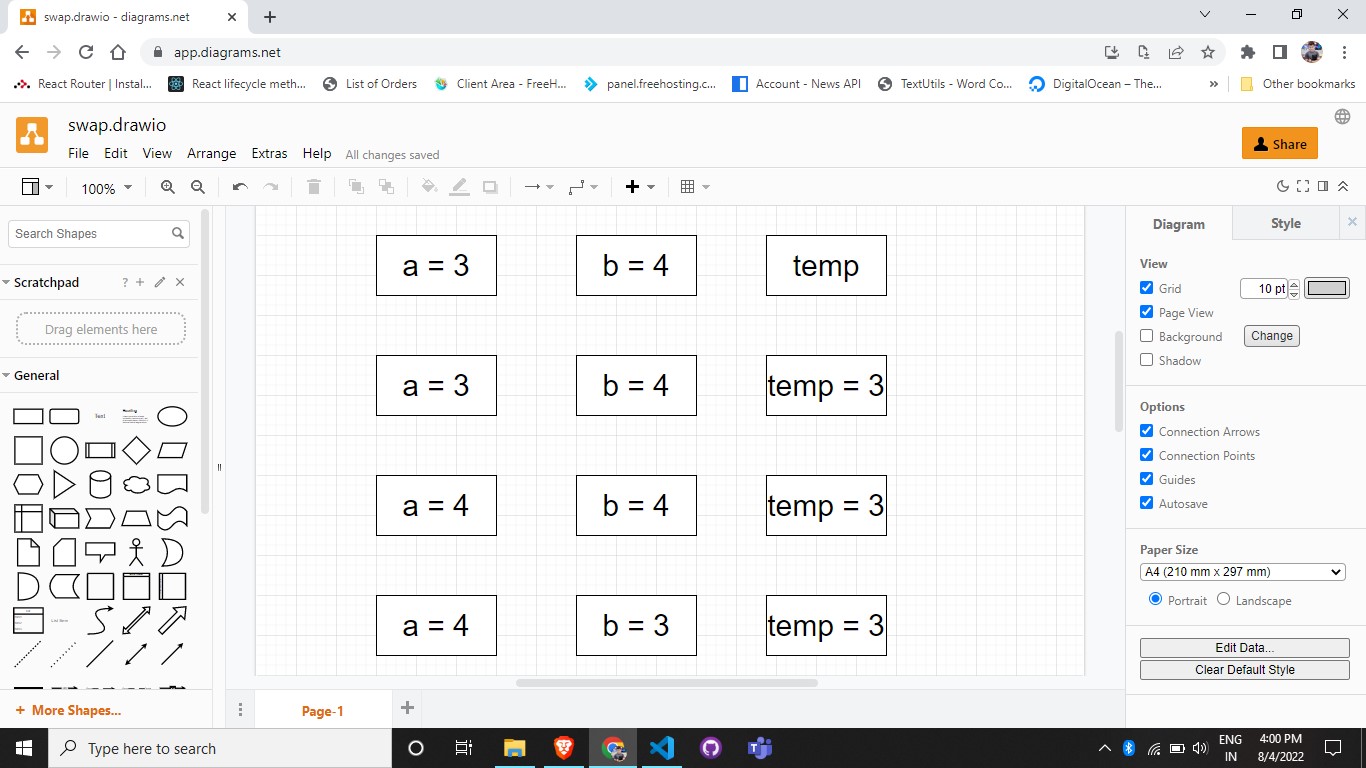 swap.drawio - diagrams.net
app.diagrams.net
React Router | Instal... React lifecycle meth... List of Orders Client Area - FreeH... panel.freehosting.c... Account - News API TextUtils - Word Co... DigitalOcean – The... » Other bookmarks
swap.drawio
File Edit View Arrange Extras Help All changes saved
Share
100%
Search Shapes
Scratchpad ?
Drag elements here
General
Text
Heading
List Item
+ More Shapes...
a = 3 b = 4 temp
a = 3 b = 4 temp = 3
a = 4 b = 4 temp = 3
a = 4 b = 3 temp = 3
Page-1
Diagram Style
View
Grid 10 pt
Page View
Background Change
Shadow
Options
Connection Arrows
Connection Points
Guides
Autosave
Paper Size
A4 (210 mm x 297 mm)
Portrait Landscape
Edit Data...
Clear Default Style
Type here to search
ENG 4:00 PM
IN 8/4/2022